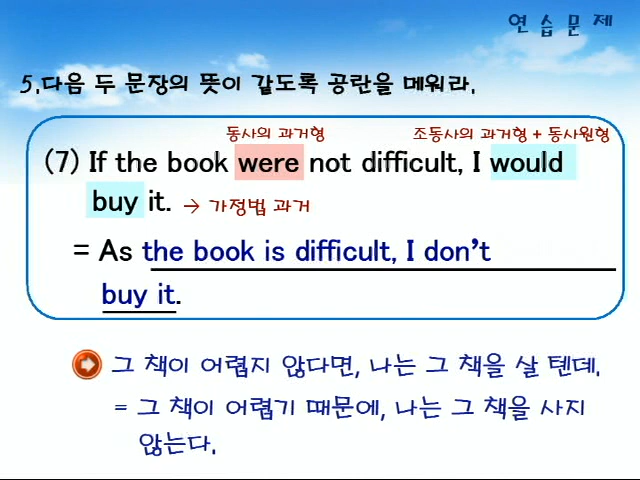 연 습 문 제
5.다음 두 문장의 뜻이 같도록 공란을 메워라.
동사의 과거형 조동사의 과거형 + 동사원형
(7) If the book were not difficult, I would
buy it. → 가정법 과거
= As the book is difficult, I don't
buy it.
그 책이 어렵지 않다면, 나는 그 책을 살 텐데.
= 그 책이 어렵기 때문에, 나는 그 책을 사지
않는다.